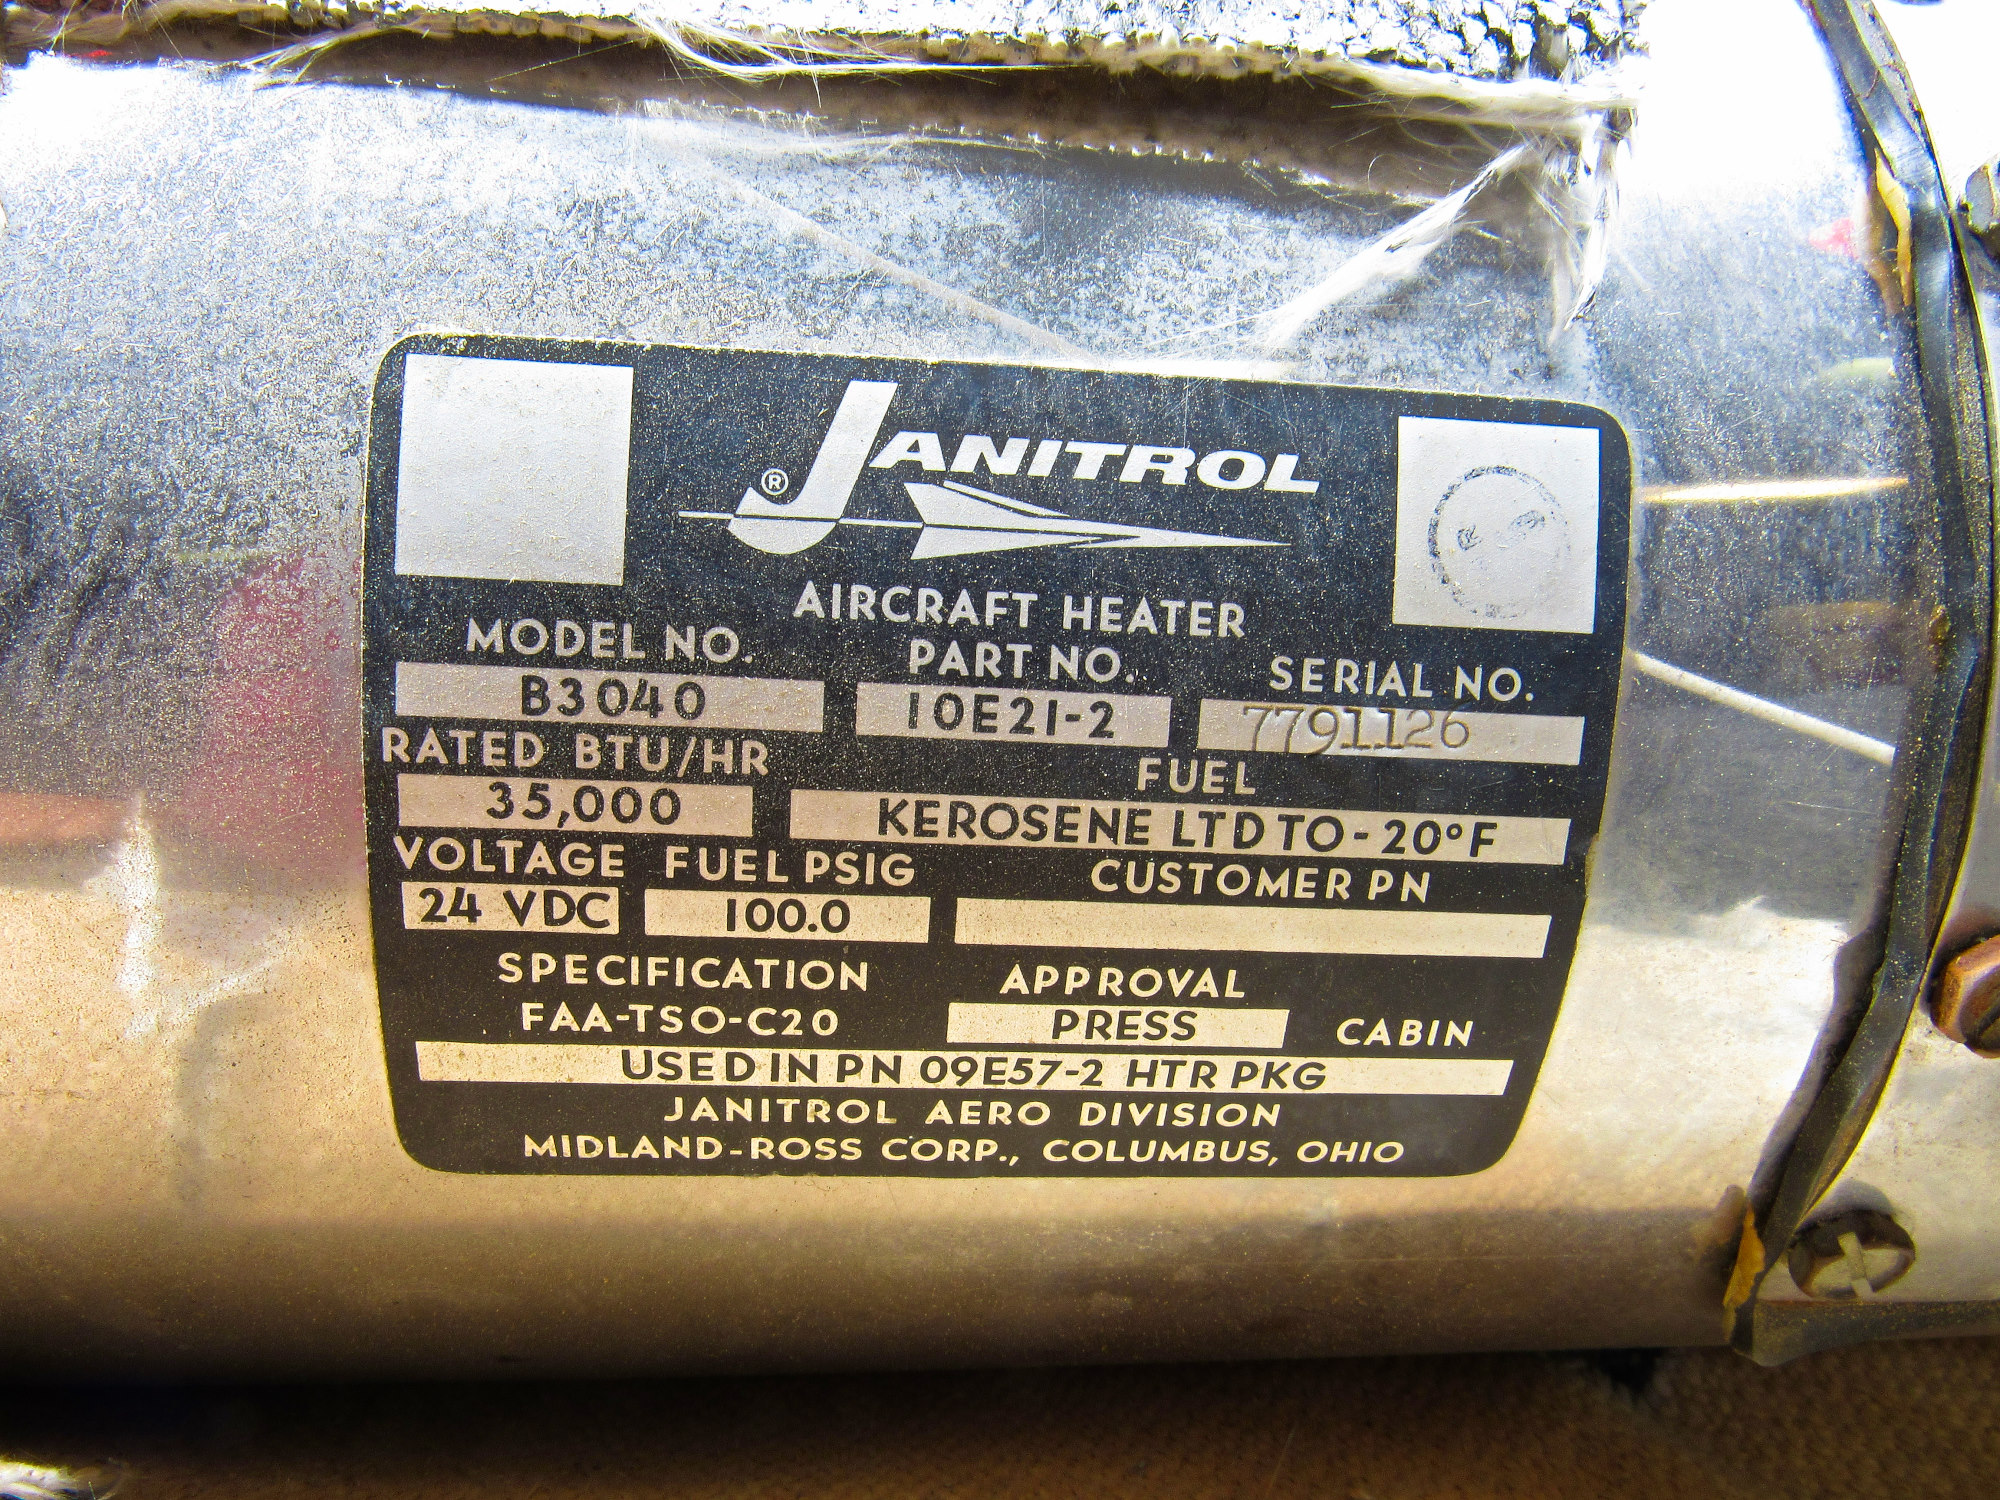 JANITROL
®
AIRCRAFT HEATER
MODEL NO. PART NO. SERIAL NO.
B3040 10E21-2 7791126
RATED BTU/HR FUEL
35,000 KEROSENE LTD TO - 20°F
VOLTAGE FUEL PSIG CUSTOMER PN
24 VDC 100.0
SPECIFICATION APPROVAL
FAA-TSO-C20 PRESS CABIN
USED IN PN 09E57-2 HTR PKG
JANITROL AERO DIVISION
MIDLAND-ROSS CORP., COLUMBUS, OHIO